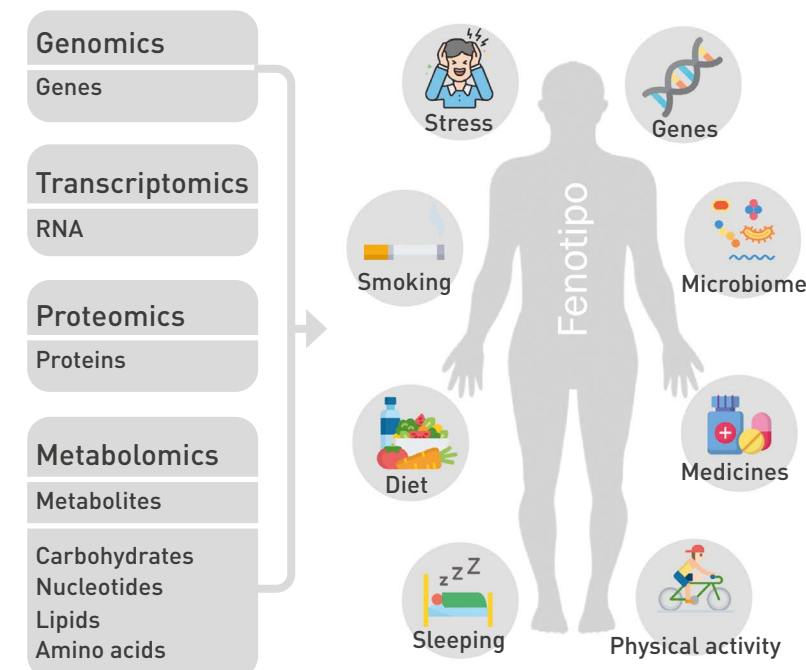 Genomics
Genes
Transcriptomics
RNA
Proteomics
Proteins
Metabolomics
Metabolites
Carbohydrates
Nucleotides
Lipids
Amino acids
Stress
Genes
Smoking
Fenotipo
Microbiome
Diet
Medicines
z z Z
Sleeping
Physical activity